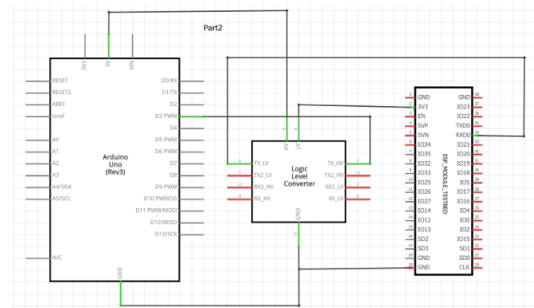 Part2
3V3
5V
VIN
RESET
RESET2
AREF
ioref
A0
A1
A2
A3
A4/SDA
A5/SCL
N/C
Arduino
Uno
(Rev3)
D0/RX
D1/TX
D2
D3 PWM
D4
D5 PWM
D6 PWM
D7
D8
D9 PWM
D10 PWM/SS
D11 PWM/MOSI
D12/MISO
D13/SCK
GND
HV
LV
TX_LV
TX2_LV
RX2_HV
RX_HV
Logic
Level
Converter
TX_HV
TX2_HV
RX2_LV
RX_LV
GND
GND
3V3
EN
SVP
SVN
IO34
IO35
IO32
IO33
IO25
IO26
IO27
IO14
IO12
IO13
SD2
SD3
GND
GND
ESP_MODULE_TESTBED
GND
IO23
IO22
TXD0
RXD0
IO21
IO19
IO18
IO5
IO17
IO16
IO4
IO0
IO2
IO15
SD1
SD0
CLK